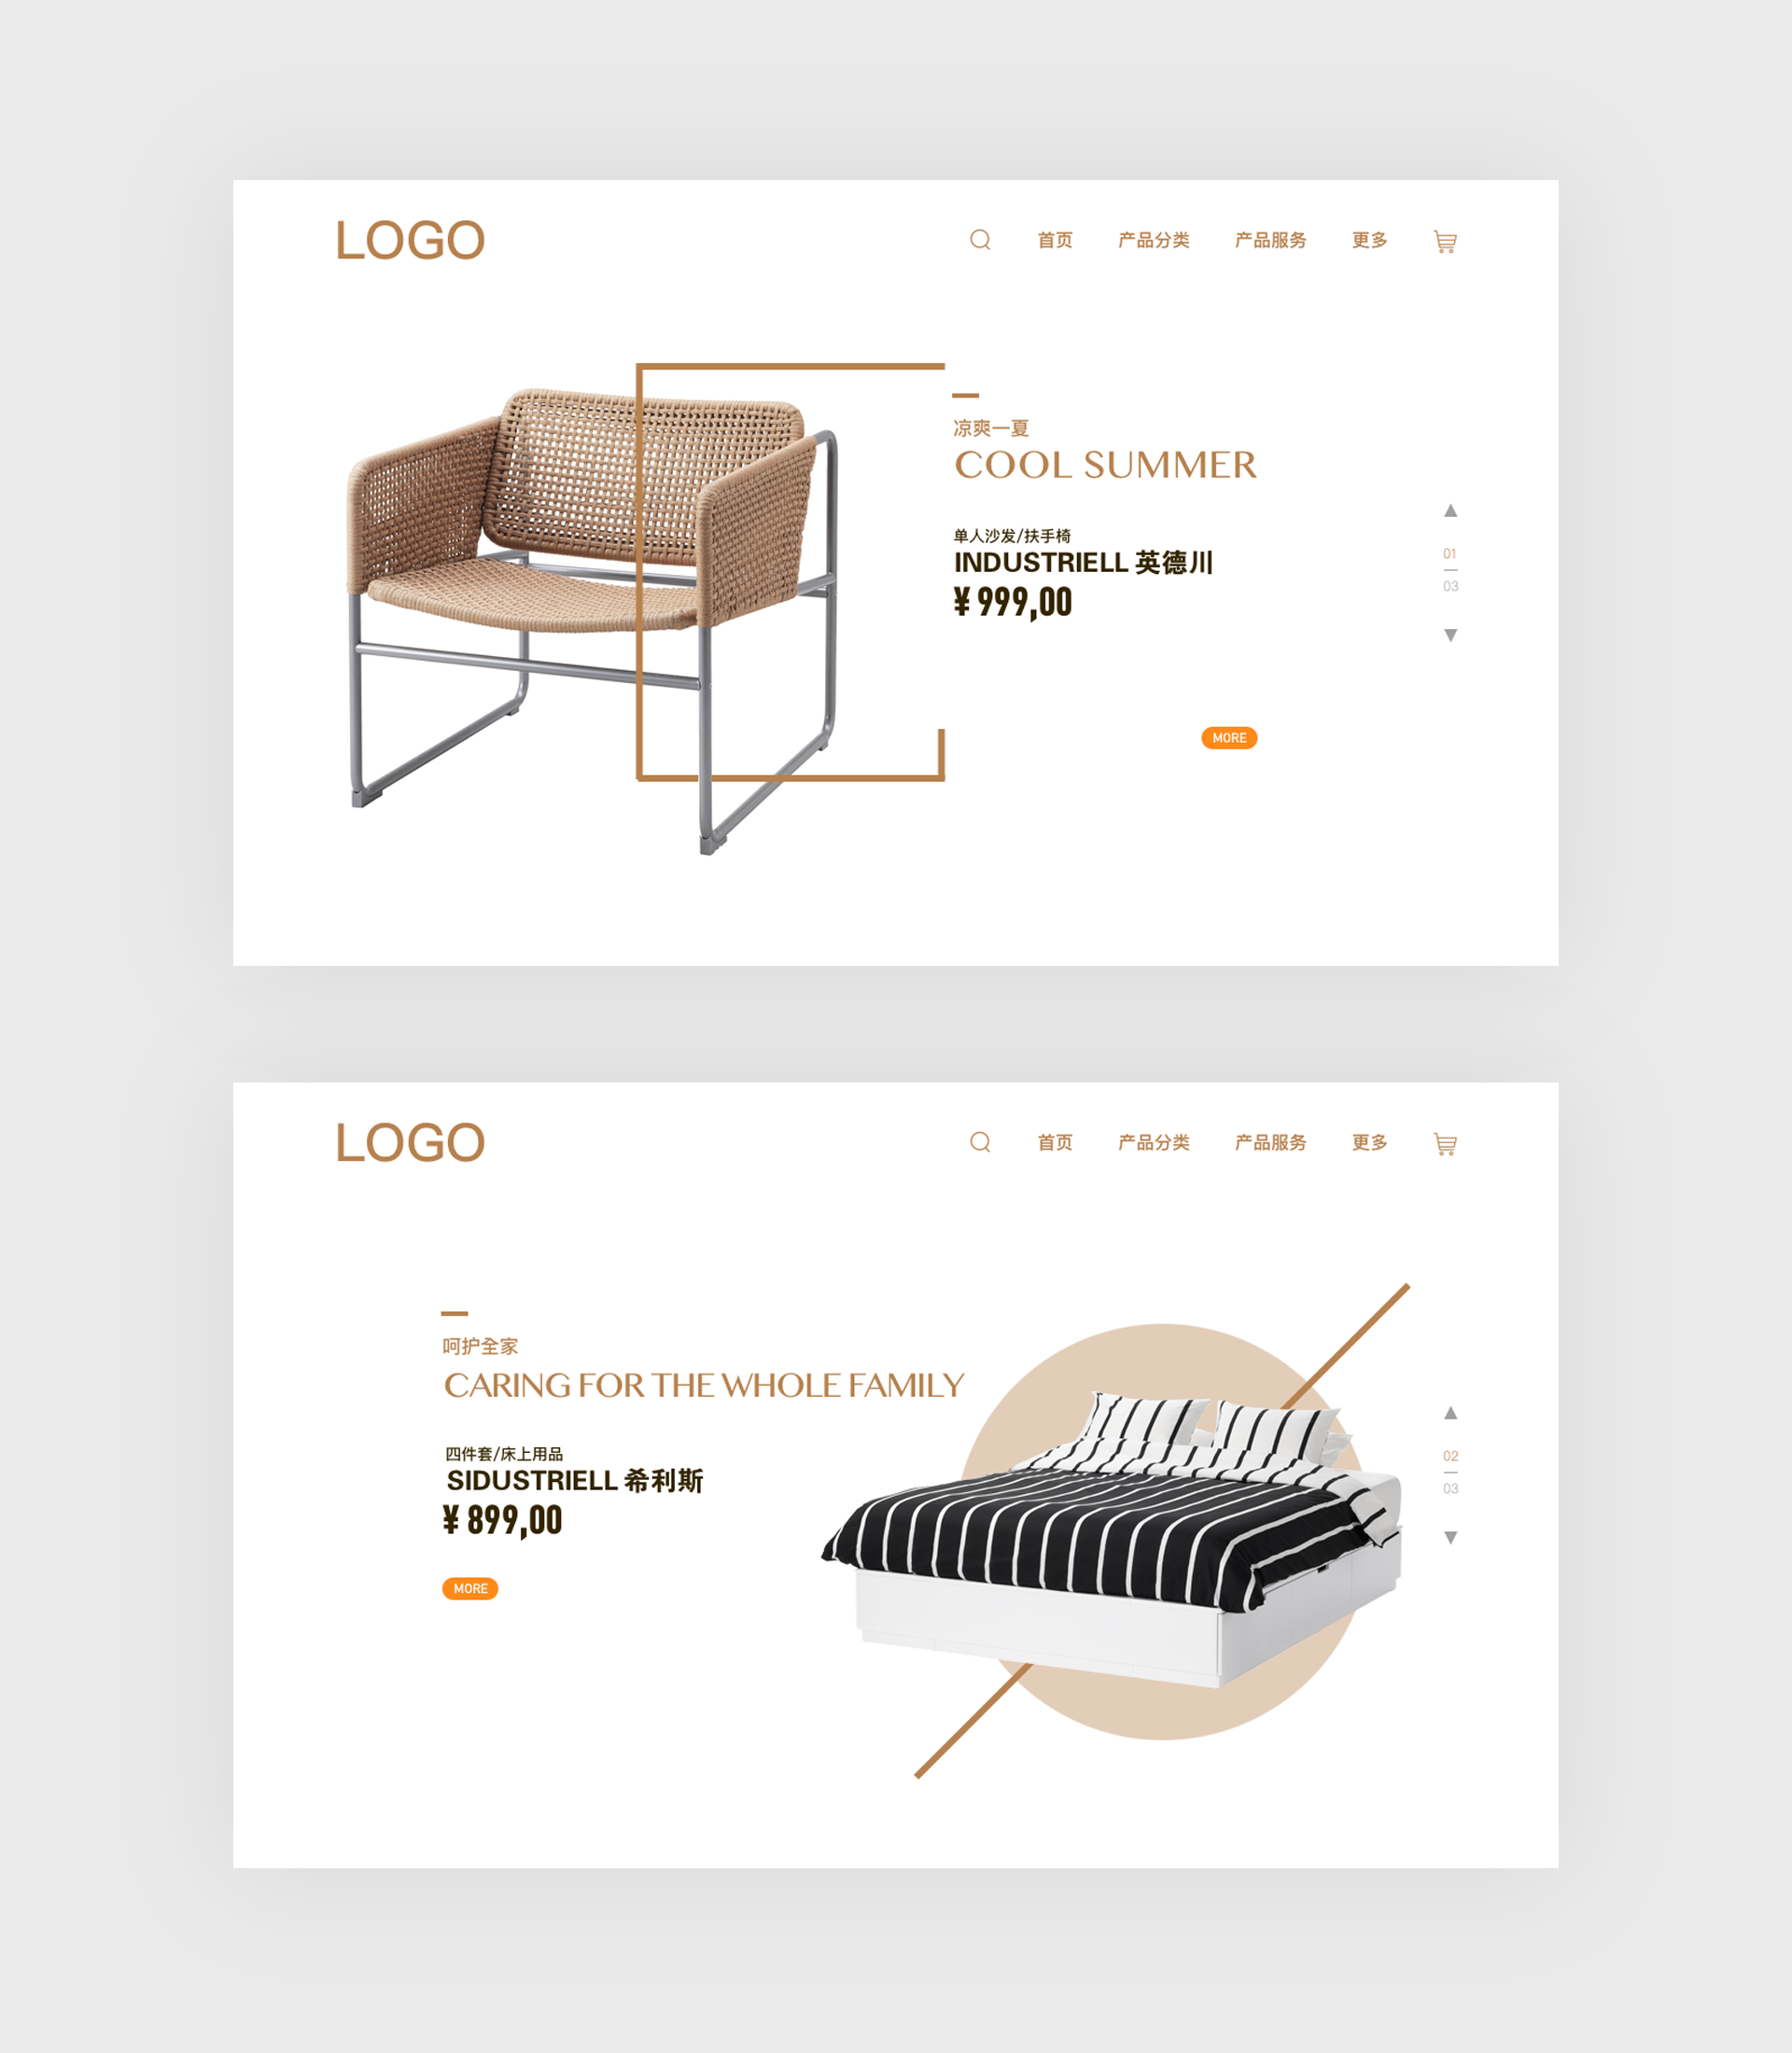 LOGO
首页 产品分类 产品服务 更多
凉爽一夏
COOL SUMMER
单人沙发/扶手椅
INDUSTRIELL 英德川
¥ 999,00
01
03
MORE
LOGO
首页 产品分类 产品服务 更多
呵护全家
CARING FOR THE WHOLE FAMILY
四件套/床上用品
SIDUSTRIELL 希利斯
¥ 899,00
02
03
MORE